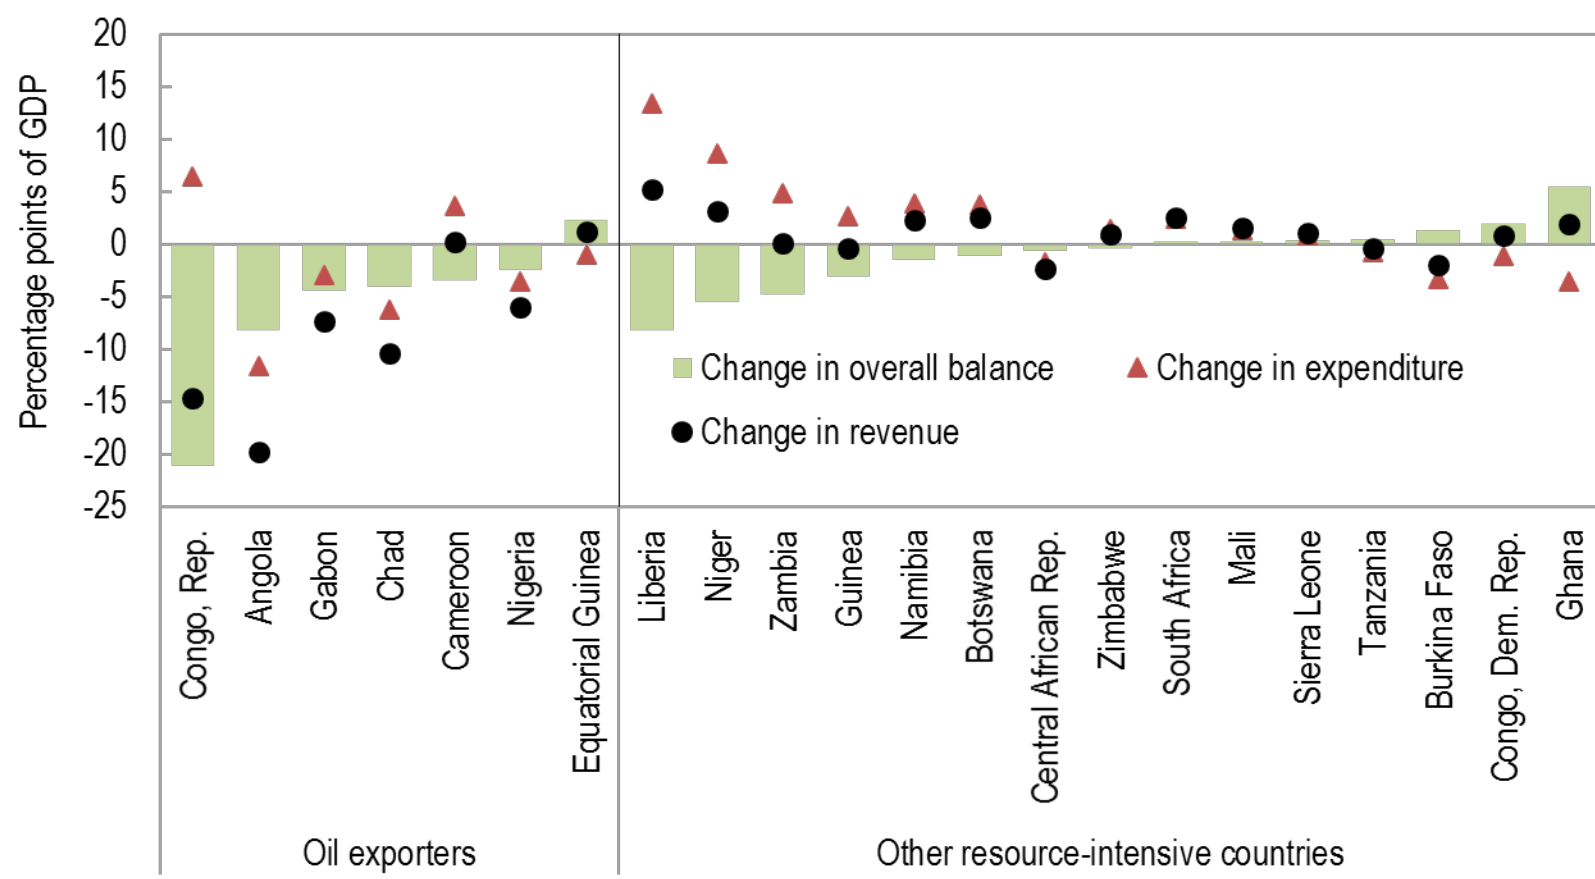 Percentage points of GDP
20
15
10
5
0
-5
-10
-15
-20
-25
Change in overall balance
Change in expenditure
Change in revenue
Congo, Rep.
Angola
Gabon
Chad
Cameroon
Nigeria
Equatorial Guinea
Liberia
Niger
Zambia
Guinea
Namibia
Botswana
Central African Rep.
Zimbabwe
South Africa
Mali
Sierra Leone
Tanzania
Burkina Faso
Congo, Dem. Rep.
Ghana
Oil exporters
Other resource-intensive countries